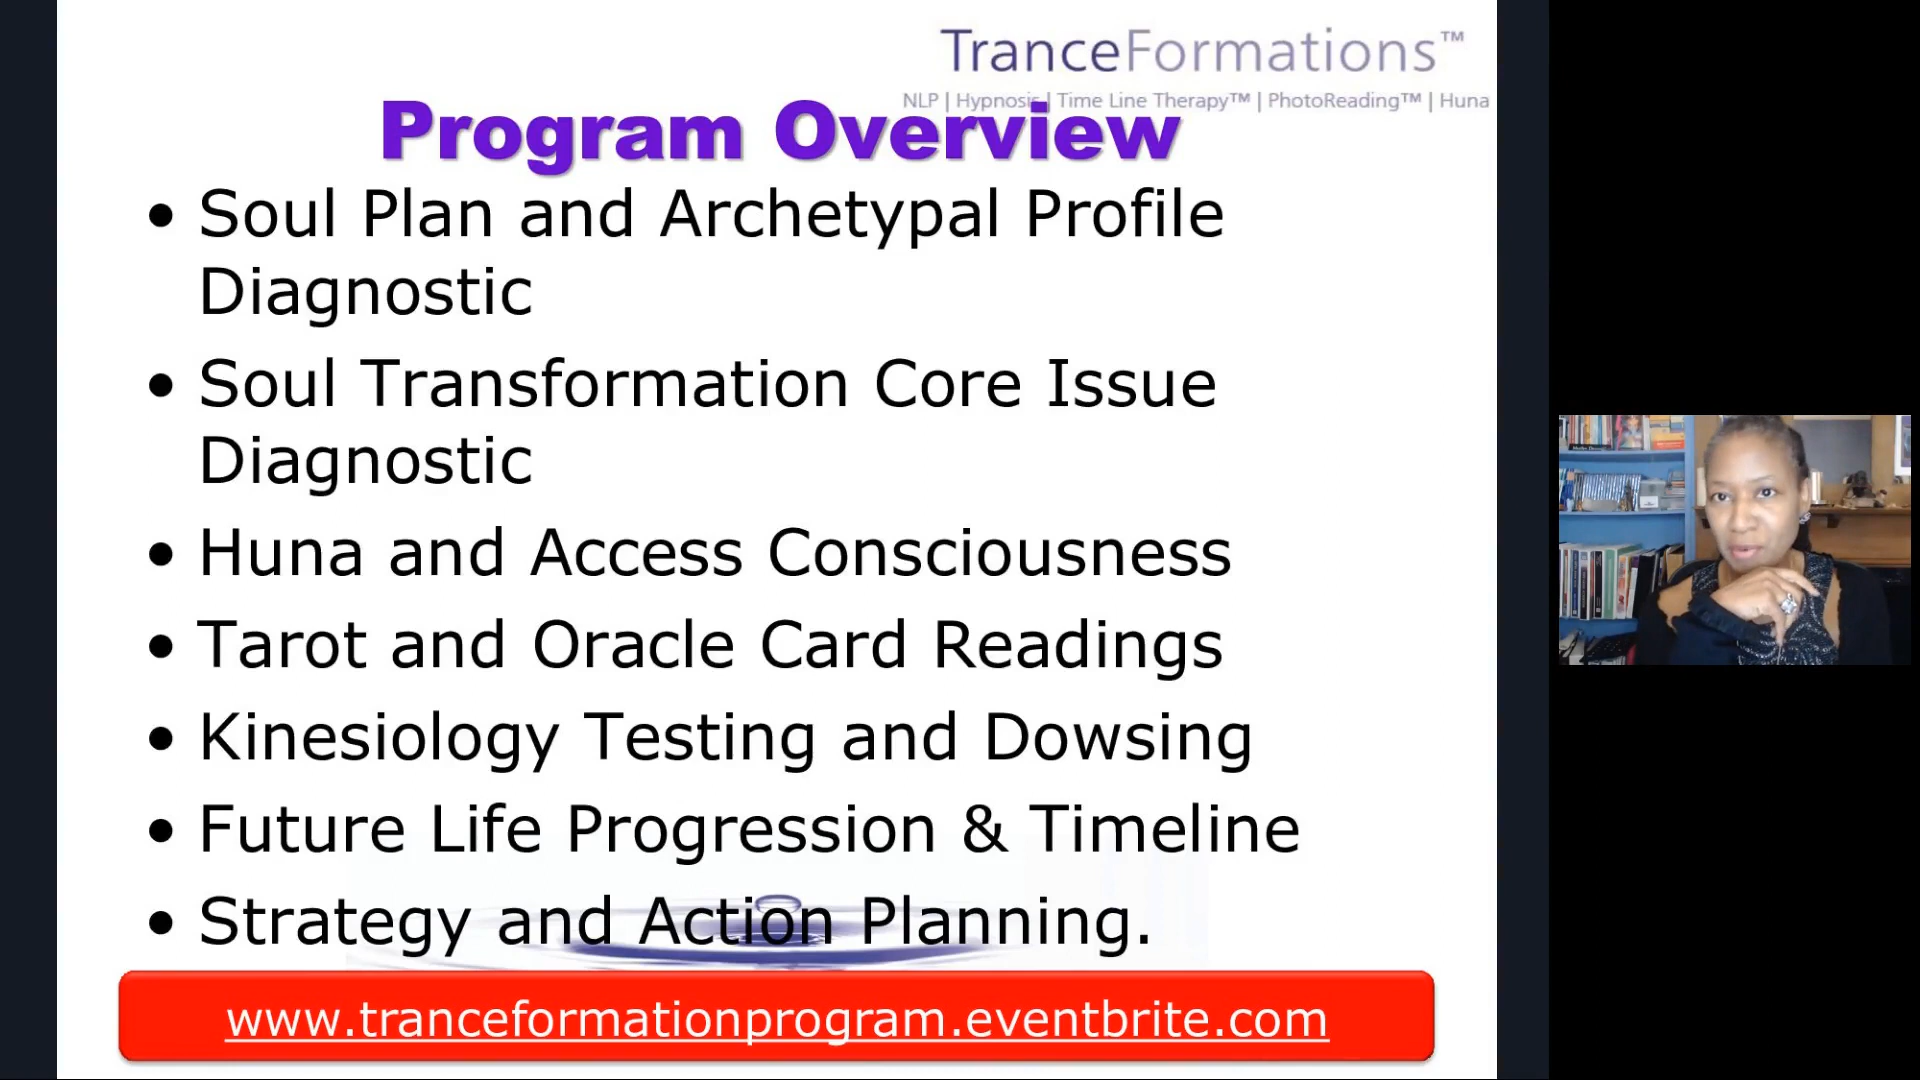 TranceFormations™
NLP | Hypnosis | Time Line Therapy™ | PhotoReading™ | Huna
Program Overview
• Soul Plan and Archetypal Profile
Diagnostic
• Soul Transformation Core Issue
Diagnostic
• Huna and Access Consciousness
• Tarot and Oracle Card Readings
• Kinesiology Testing and Dowsing
• Future Life Progression & Timeline
• Strategy and Action Planning.
www.tranceformationprogram.eventbrite.com